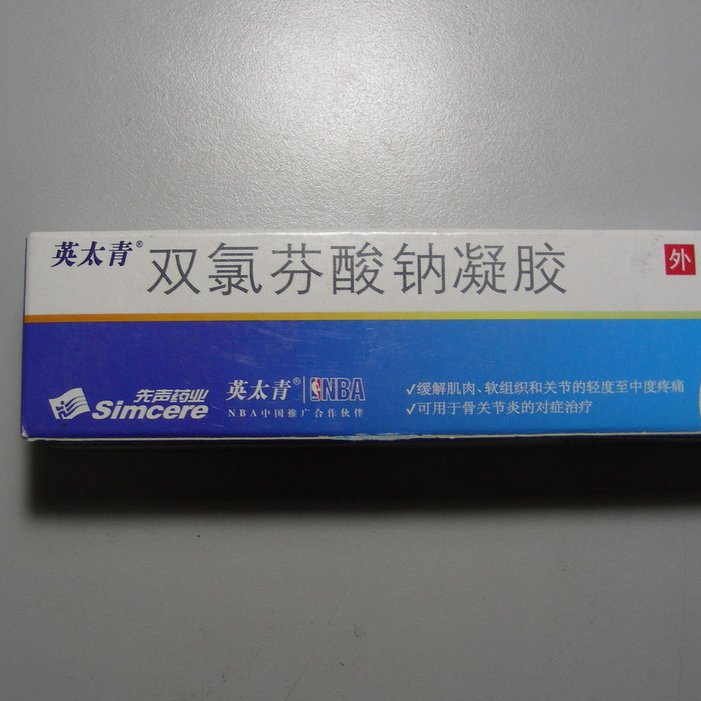 英太青® 双氯芬酸钠凝胶 外
先声药业
Simcere
英太青® NBA
NBA中国推广合作伙伴
✓缓解肌肉、软组织和关节的轻度至中度疼痛
✓可用于骨关节炎的对症治疗